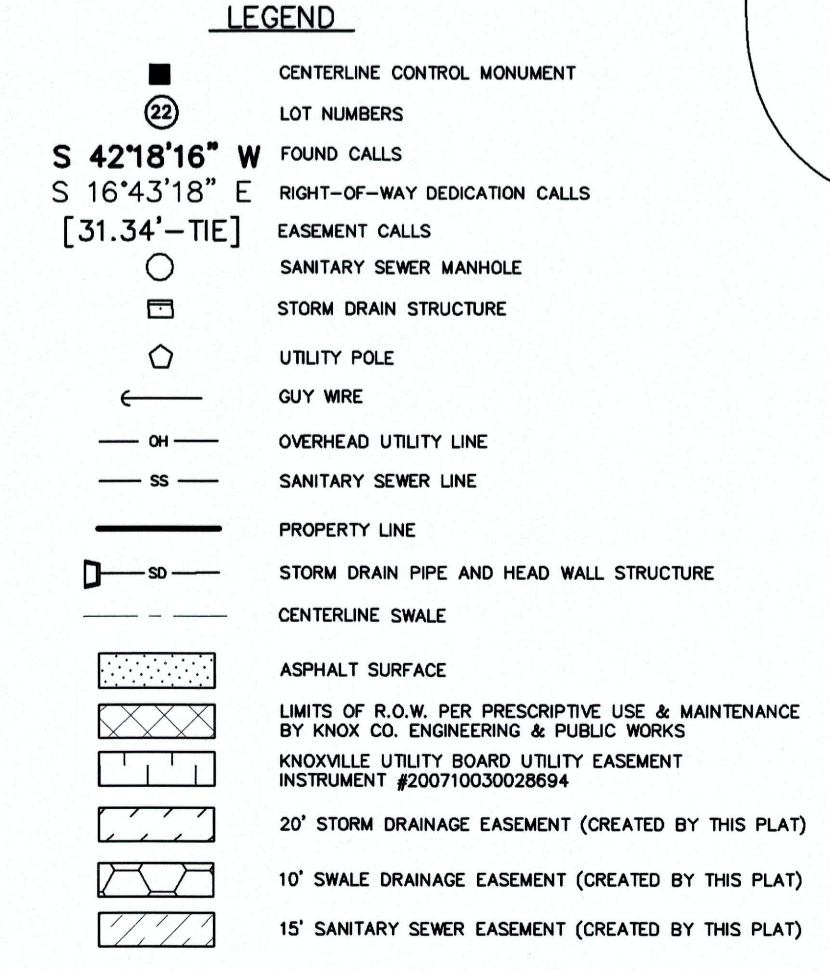 LEGEND
CENTERLINE CONTROL MONUMENT
22 LOT NUMBERS
S 42°18'16" W FOUND CALLS
S 16°43'18" E RIGHT-OF-WAY DEDICATION CALLS
[31.34'-TIE] EASEMENT CALLS
SANITARY SEWER MANHOLE
STORM DRAIN STRUCTURE
UTILITY POLE
GUY WIRE
OH OVERHEAD UTILITY LINE
SS SANITARY SEWER LINE
PROPERTY LINE
SD STORM DRAIN PIPE AND HEAD WALL STRUCTURE
CENTERLINE SWALE
ASPHALT SURFACE
LIMITS OF R.O.W. PER PRESCRIPTIVE USE & MAINTENANCE
BY KNOX CO. ENGINEERING & PUBLIC WORKS
KNOXVILLE UTILITY BOARD UTILITY EASEMENT
INSTRUMENT #200710030028694
20' STORM DRAINAGE EASEMENT (CREATED BY THIS PLAT)
10' SWALE DRAINAGE EASEMENT (CREATED BY THIS PLAT)
15' SANITARY SEWER EASEMENT (CREATED BY THIS PLAT)